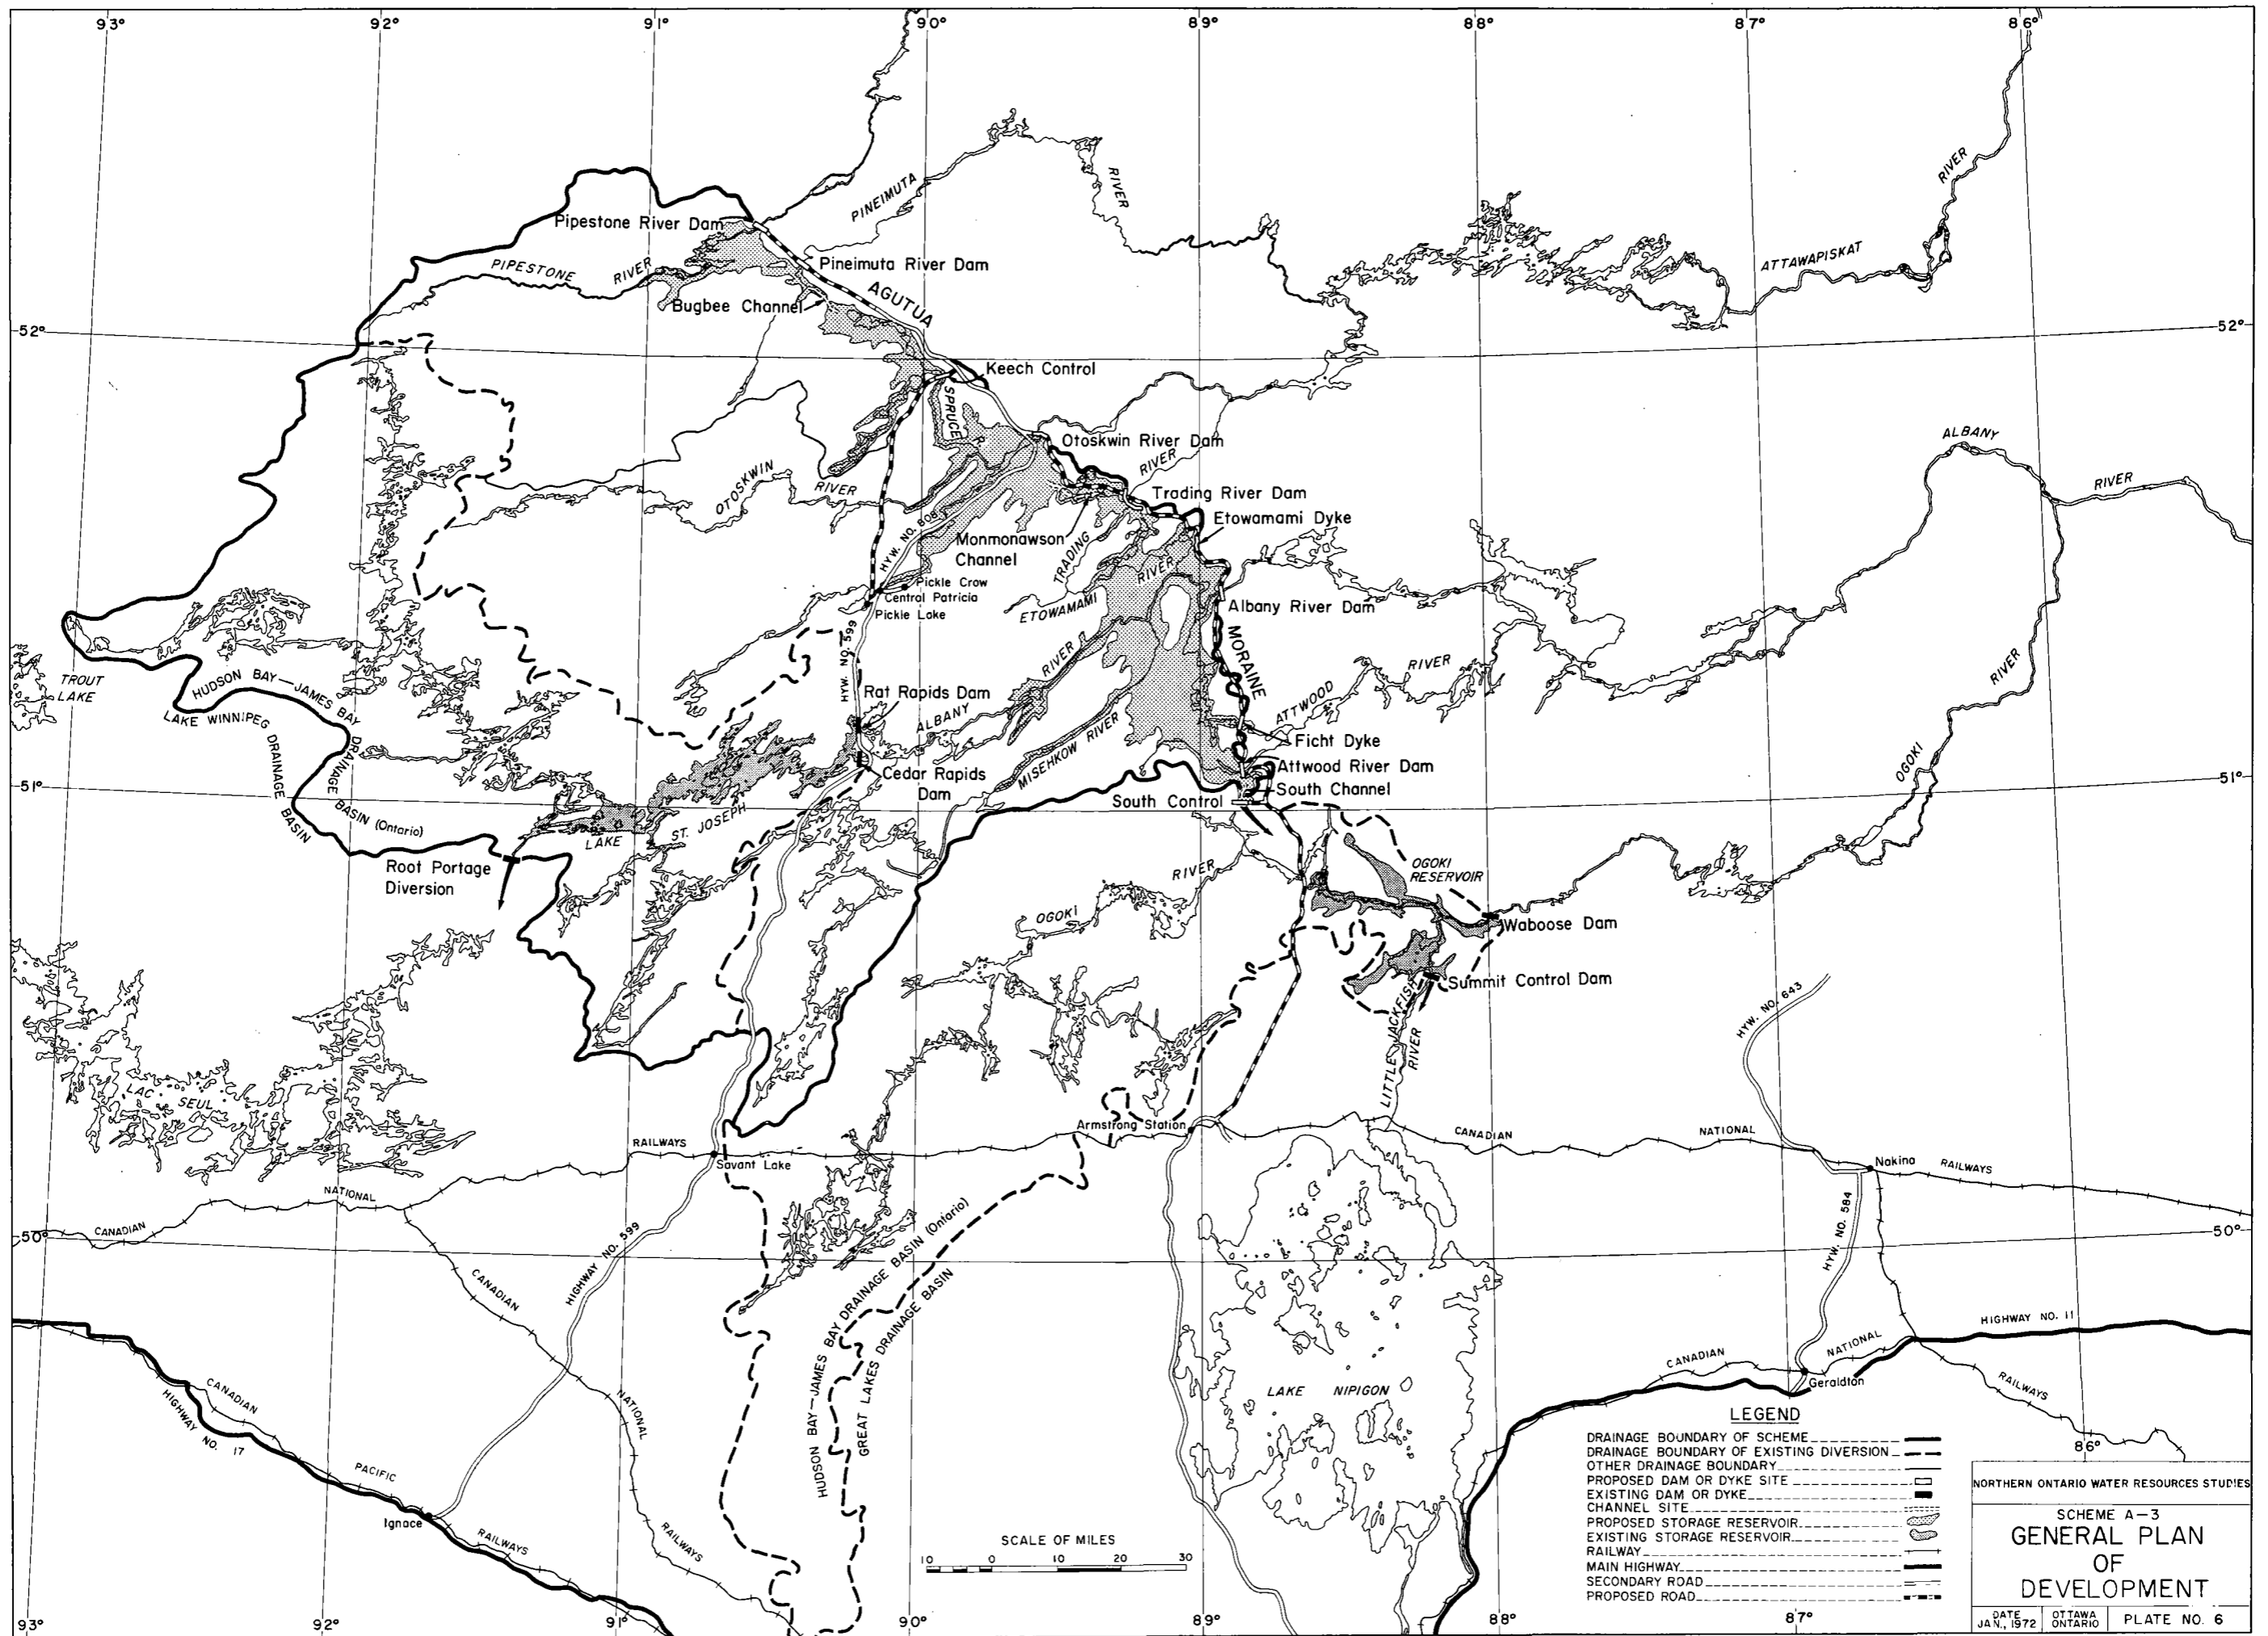 93°
92°
91°
90°
89°
88°
87°
86°
PINEIMUTA
RIVER
RIVER
Pipestone River Dam
PIPESTONE
RIVER
Pineimuta River Dam
ATTAWAPISKAT
AGUTUA
Bugbee Channel
52°
52°
Keech Control
SPRUCE
R.
Otoskwin River Dam
ALBANY
RIVER
OTOSKWIN
RIVER
RIVER
Trading River Dam
Etowamami Dyke
HYW. NO. 808
Monmonawson
Channel
TRADING
RIVER
Pickle Crow
Central Patricia
Pickle Lake
ETOWAMAMI
Albany River Dam
HYW. NO. 599
MORAINE
TROUT
LAKE
HUDSON BAY—JAMES BAY
DRAINAGE
BASIN (Ontario)
LAKE WINNIPEG
DRAINAGE
BASIN
RIVER
RIVER
RIVER
Rat Rapids Dam
ALBANY
ATTWOOD
MISEHKOW RIVER
Ficht Dyke
Cedar Rapids
Dam
Attwood River Dam
South Channel
South Control
OGOKI
51°
51°
ST. JOSEPH
LAKE
Root Portage
Diversion
RIVER
OGOKI
RESERVOIR
OGOKI
Waboose Dam
Summit Control Dam
LITTLE JACKFISH
RIVER
HYW. NO. 643
LAC
SEUL
Armstrong Station
RAILWAYS
Savant Lake
CANADIAN
NATIONAL
Nakina
RAILWAYS
NATIONAL
CANADIAN
50°
50°
HIGHWAY NO. 599
HYW. NO. 584
CANADIAN
NATIONAL
RAILWAYS
HUDSON BAY—JAMES BAY DRAINAGE BASIN (Ontario)
GREAT LAKES DRAINAGE BASIN
HIGHWAY NO. 11
CANADIAN
NATIONAL
RAILWAYS
Geraldton
LAKE NIPIGON
CANADIAN
HIGHWAY NO. 17
PACIFIC
Ignace
RAILWAYS
SCALE OF MILES
10 0 10 20 30
LEGEND
DRAINAGE BOUNDARY OF SCHEME
DRAINAGE BOUNDARY OF EXISTING DIVERSION
OTHER DRAINAGE BOUNDARY
PROPOSED DAM OR DYKE SITE
EXISTING DAM OR DYKE
CHANNEL SITE
PROPOSED STORAGE RESERVOIR
EXISTING STORAGE RESERVOIR
RAILWAY
MAIN HIGHWAY
SECONDARY ROAD
PROPOSED ROAD
86°
NORTHERN ONTARIO WATER RESOURCES STUDIES
SCHEME A-3
GENERAL PLAN
OF
DEVELOPMENT
DATE
JAN., 1972
OTTAWA
ONTARIO
PLATE NO. 6
93°
92°
91°
90°
89°
88°
87°